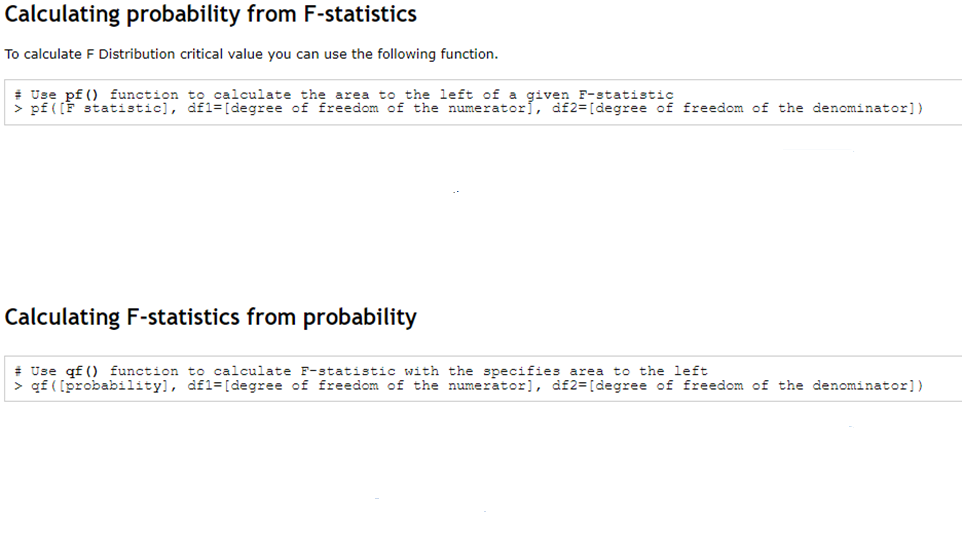 Calculating probability from F-statistics
To calculate F Distribution critical value you can use the following function.
# Use pf() function to calculate the area to the left of a given F-statistic
> pf([F statistic], df1=[degree of freedom of the numerator], df2=[degree of freedom of the denominator])
Calculating F-statistics from probability
# Use qf() function to calculate F-statistic with the specifies area to the left
> qf([probability], df1=[degree of freedom of the numerator], df2=[degree of freedom of the denominator])